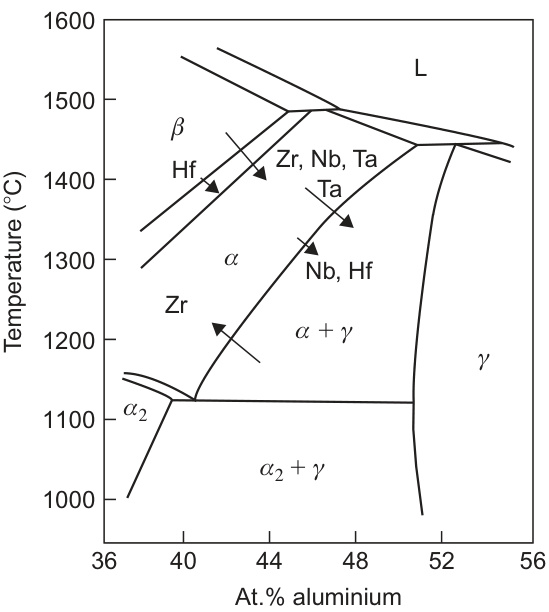 1600
L
1500
β
Zr, Nb, Ta
Hf
1400
Ta
1300
α
Nb, Hf
Zr
1200
α + γ
γ
1100
α2
α2 + γ
1000
36
40
44
48
52
56
Temperature (°C)
At.% aluminium